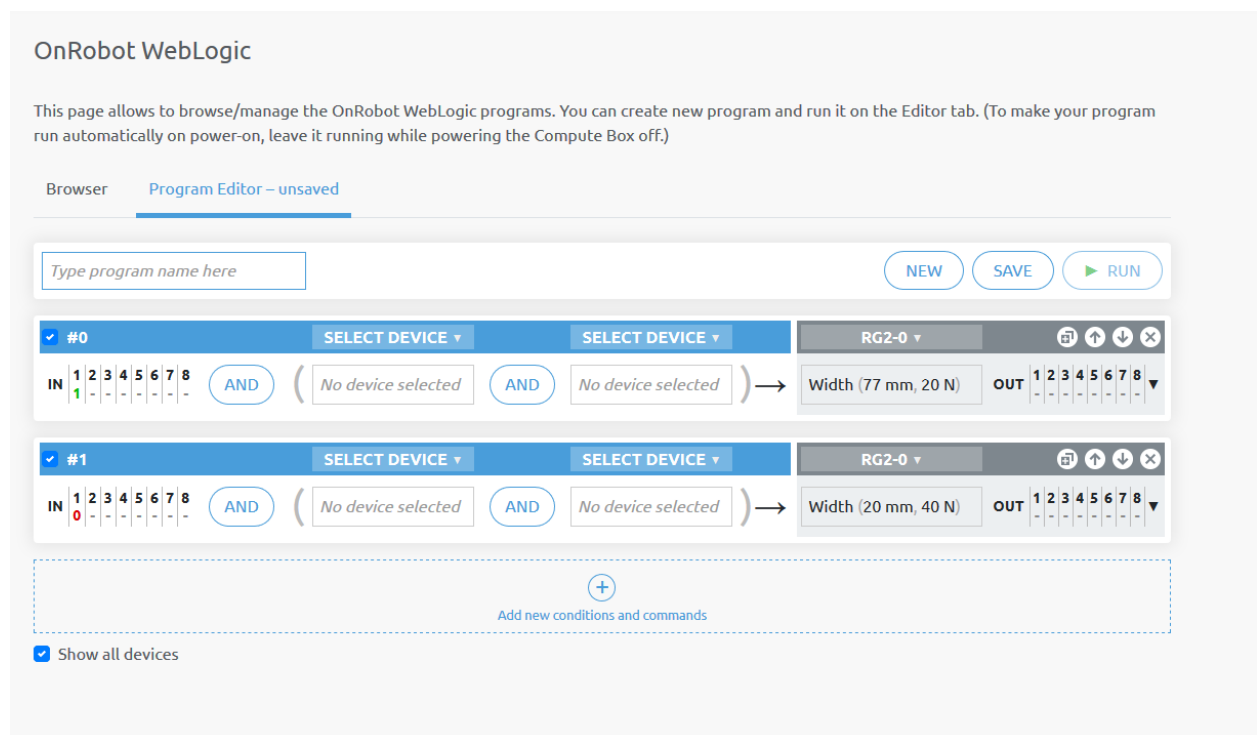 OnRobot WebLogic
This page allows to browse/manage the OnRobot WebLogic programs. You can create new program and run it on the Editor tab. (To make your program
run automatically on power-on, leave it running while powering the Compute Box off.)
Browser Program Editor – unsaved
Type program name here NEW SAVE ▶ RUN
#0 SELECT DEVICE ▾ SELECT DEVICE ▾ RG2-0 ▾
IN 1 2 3 4 5 6 7 8 AND ( No device selected AND No device selected ) → Width (77 mm, 20 N) OUT 1 2 3 4 5 6 7 8 ▼
1 - - - - - - - - - - - - - - -
#1 SELECT DEVICE ▾ SELECT DEVICE ▾ RG2-0 ▾
IN 1 2 3 4 5 6 7 8 AND ( No device selected AND No device selected ) → Width (20 mm, 40 N) OUT 1 2 3 4 5 6 7 8 ▼
0 - - - - - - - - - - - - - - -
+
Add new conditions and commands
Show all devices